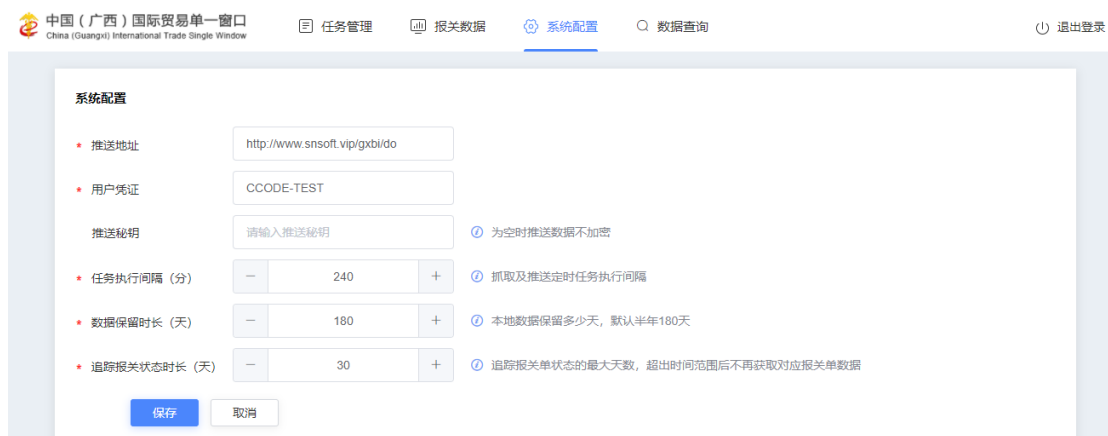 中国（广西）国际贸易单一窗口
China (Guangxi) International Trade Single Window
任务管理
报关数据
系统配置
数据查询
退出登录
系统配置
* 推送地址 http://www.snsoft.vip/gxbi/do
* 用户凭证 CCODE-TEST
推送秘钥 请输入推送秘钥 为空时推送数据不加密
* 任务执行间隔（分） － 240 + 抓取及推送定时任务执行间隔
* 数据保留时长（天） － 180 + 本地数据保留多少天，默认半年180天
* 追踪报关状态时长（天） － 30 + 追踪报关单状态的最大天数，超出时间范围后不再获取对应报关单数据
保存 取消